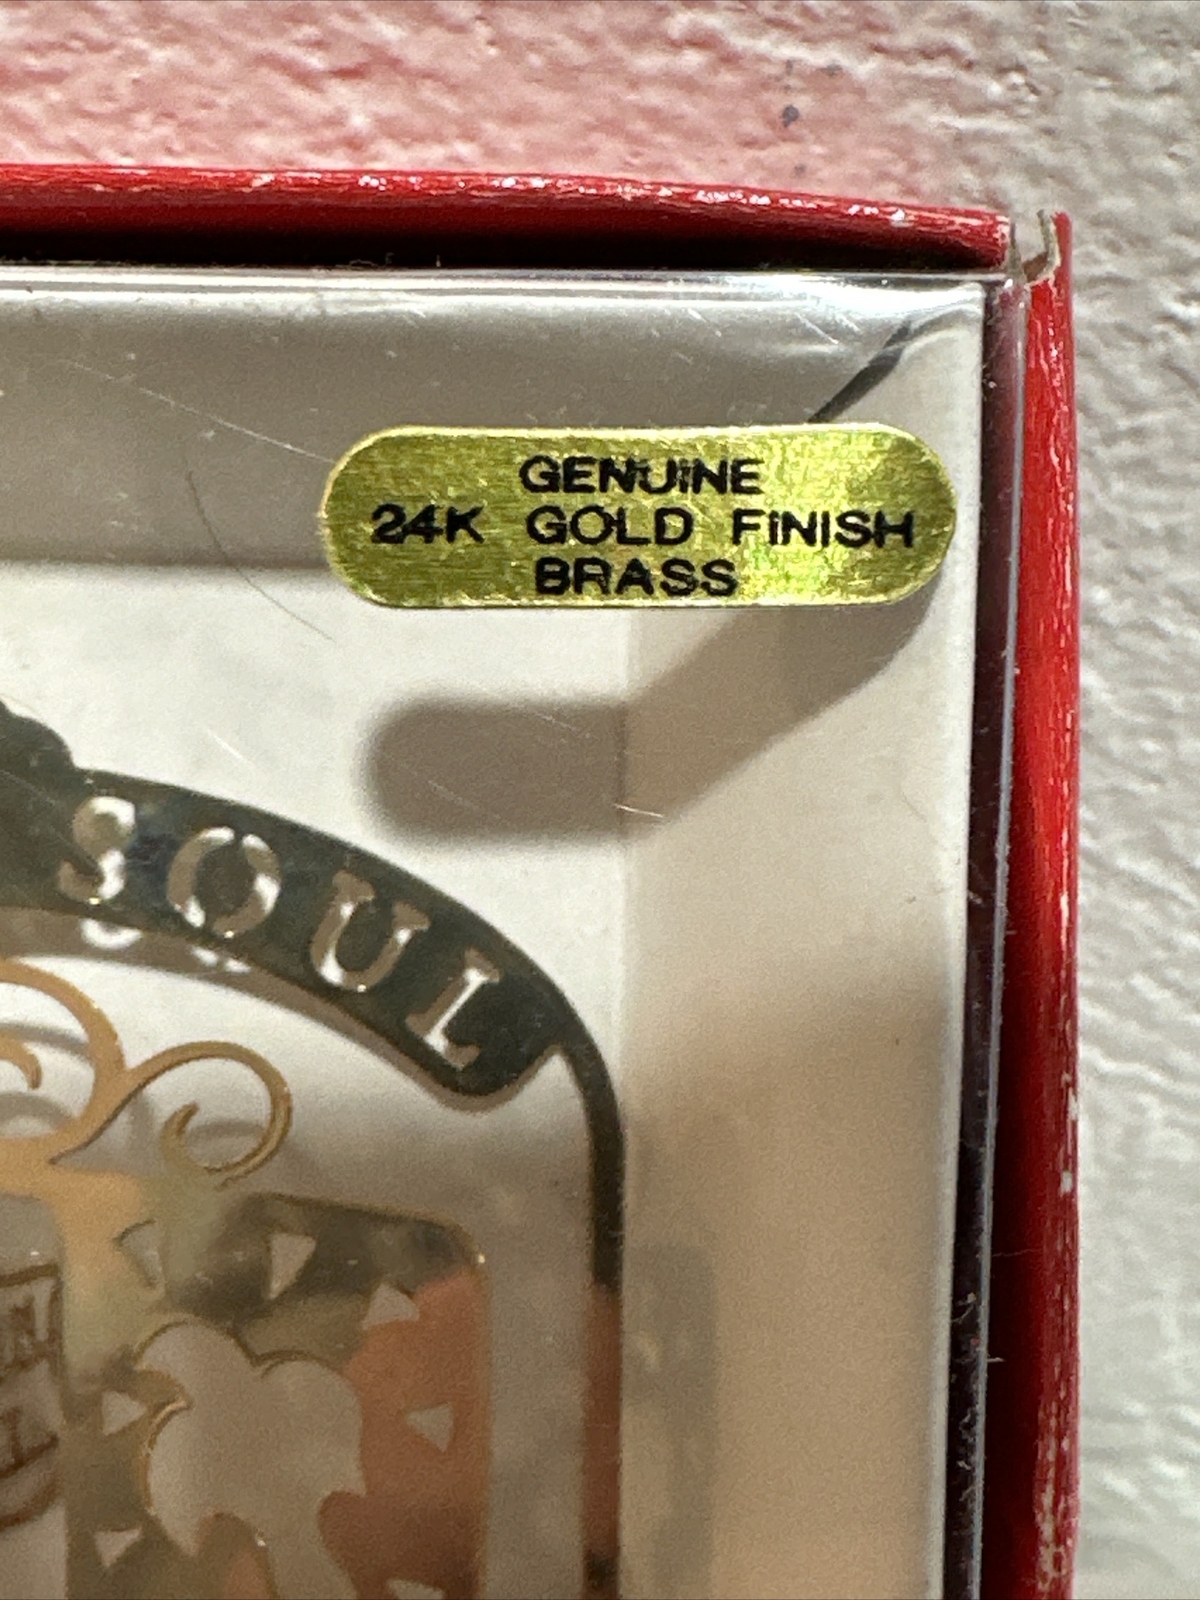 GENUINE
24K GOLD FINISH
BRASS
SOUL